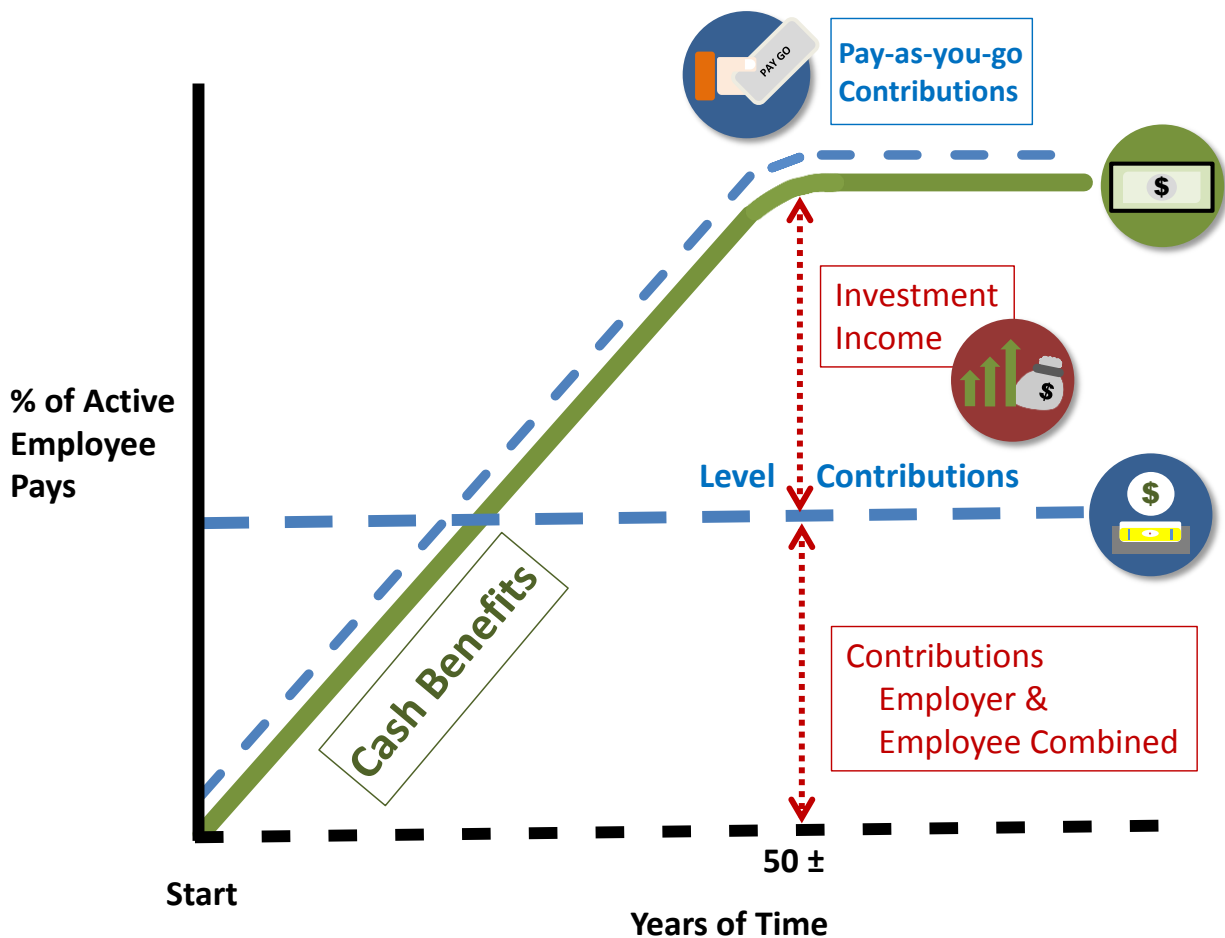 PAY GO
Pay-as-you-go
Contributions
$
Investment
Income
$
% of Active
Employee
Pays
Level Contributions
$
Cash Benefits
Contributions
Employer &
Employee Combined
50 ±
Start
Years of Time